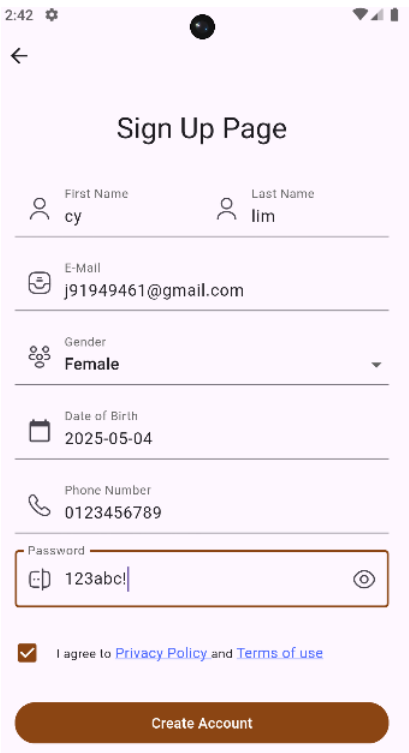 2:42
Sign Up Page
First Name Last Name
cy lim
E-Mail
j91949461@gmail.com
Gender
Female
Date of Birth
2025-05-04
Phone Number
0123456789
Password
123abc!
I agree to Privacy Policy and Terms of use
Create Account